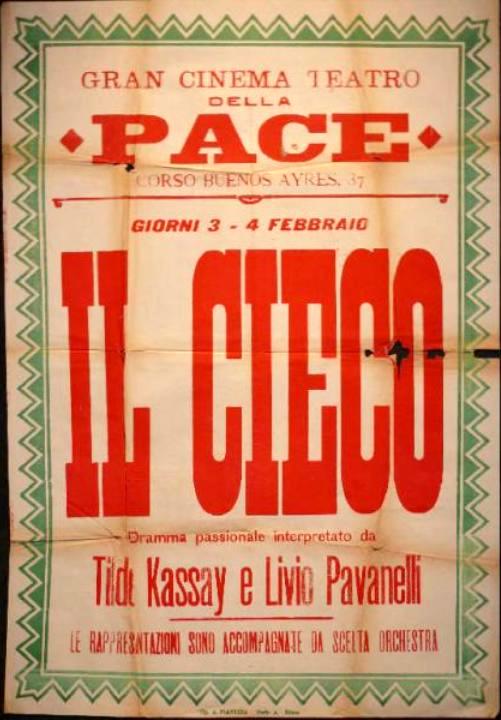 GRAN CINEMA TEATRO
DELLA
PACE
CORSO BUENOS AYRES, 37
GIORNI 3 - 4 FEBBRAIO
IL CIECO
Dramma passionale interpretato da
Tilde Kassay e Livio Pavanelli
LE RAPPRESENTAZIONI SONO ACCOMPAGNATE DA SCELTA ORCHESTRA